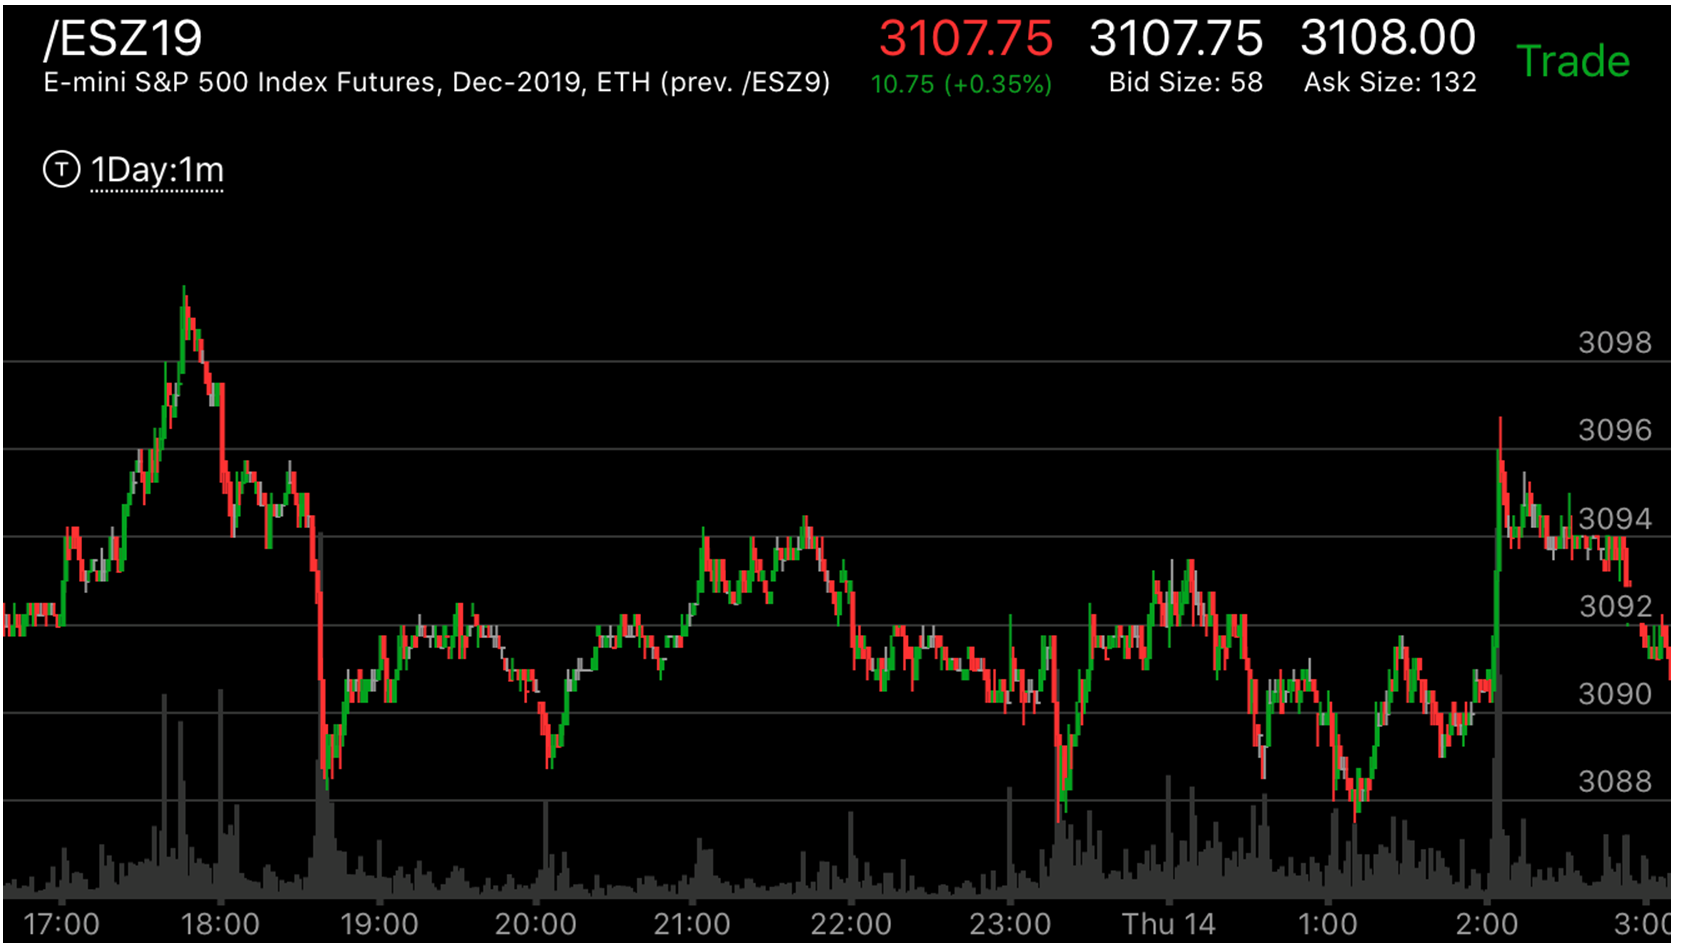 /ESZ19 3107.75 3107.75 3108.00 Trade
E-mini S&P 500 Index Futures, Dec-2019, ETH (prev. /ESZ9) 10.75 (+0.35%) Bid Size: 58 Ask Size: 132
T 1Day:1m
3098
3096
3094
3092
3090
3088
17:00 18:00 19:00 20:00 21:00 22:00 23:00 Thu 14 1:00 2:00 3:00